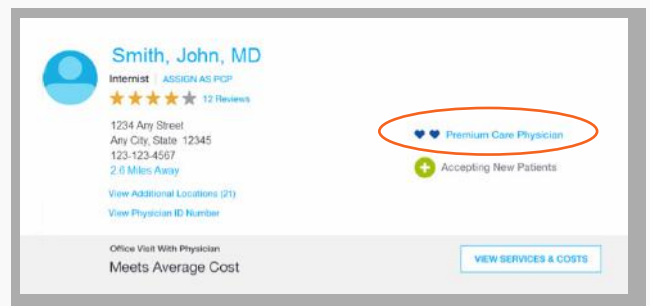 Smith, John, MD
Internist | ASSIGN AS PCP
12 Reviews
1234 Any Street
Any City, State 12345
123-123-4567
2.6 Miles Away
View Additional Locations (21)
View Physician ID Number
Premium Care Physician
Accepting New Patients
Office Visit With Physician
Meets Average Cost
VIEW SERVICES & COSTS